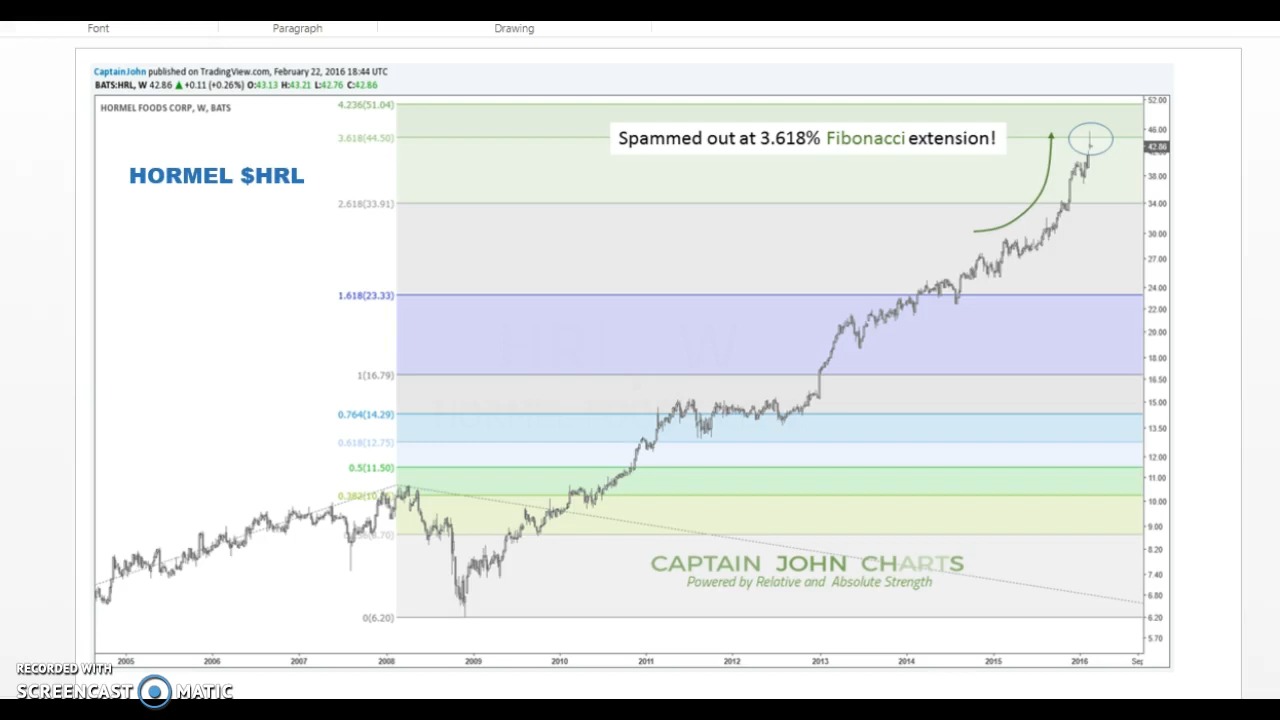 Font Paragraph Drawing
CaptainJohn published on TradingView.com, February 22, 2016 18:44 UTC
BATS:HRL, W 42.86 ▲ +0.11 (+0.26%) O:43.13 H:43.21 L:42.76 C:42.86
HORMEL FOODS CORP, W, BATS
4.236(51.04)
52.00
Spammed out at 3.618% Fibonacci extension!
3.618(44.50)
46.00
42.86
HORMEL $HRL
38.00
2.618(33.91)
34.00
30.00
27.00
1.618(23.33)
24.00
22.00
20.00
18.00
1(16.79)
16.50
15.00
0.764(14.29)
13.50
0.618(12.75)
12.00
0.5(11.50)
11.00
10.00
9.00
8.20
CAPTAIN JOHN CHARTS
Powered by Relative and Absolute Strength
7.40
6.80
0(6.20)
6.20
5.70
2005 2006 2007 2008 2009 2010 2011 2012 2013 2014 2015 2016
RECORDED WITH
SCREENCAST MATIC